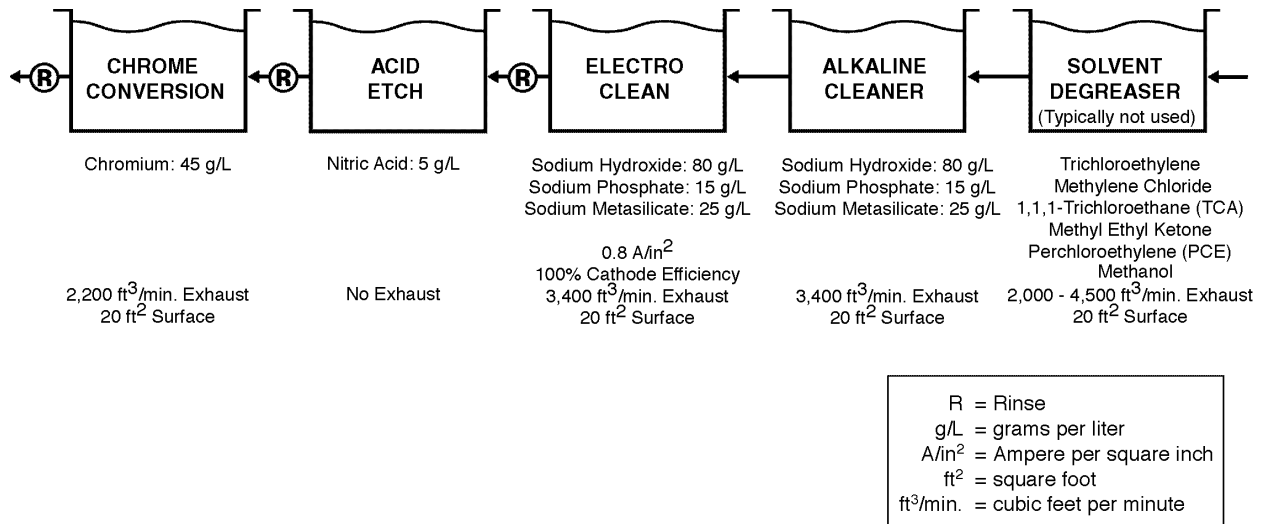 R
CHROME
CONVERSION
R
ACID
ETCH
R
ELECTRO
CLEAN
ALKALINE
CLEANER
SOLVENT
DEGREASER
(Typically not used)
Chromium: 45 g/L
2,200 ft³/min. Exhaust
20 ft² Surface
Nitric Acid: 5 g/L
No Exhaust
Sodium Hydroxide: 80 g/L
Sodium Phosphate: 15 g/L
Sodium Metasilicate: 25 g/L
0.8 A/in²
100% Cathode Efficiency
3,400 ft³/min. Exhaust
20 ft² Surface
Sodium Hydroxide: 80 g/L
Sodium Phosphate: 15 g/L
Sodium Metasilicate: 25 g/L
3,400 ft³/min. Exhaust
20 ft² Surface
Trichloroethylene
Methylene Chloride
1,1,1-Trichloroethane (TCA)
Methyl Ethyl Ketone
Perchloroethylene (PCE)
Methanol
2,000 - 4,500 ft³/min. Exhaust
20 ft² Surface
R = Rinse
g/L = grams per liter
A/in² = Ampere per square inch
ft² = square foot
ft³/min. = cubic feet per minute